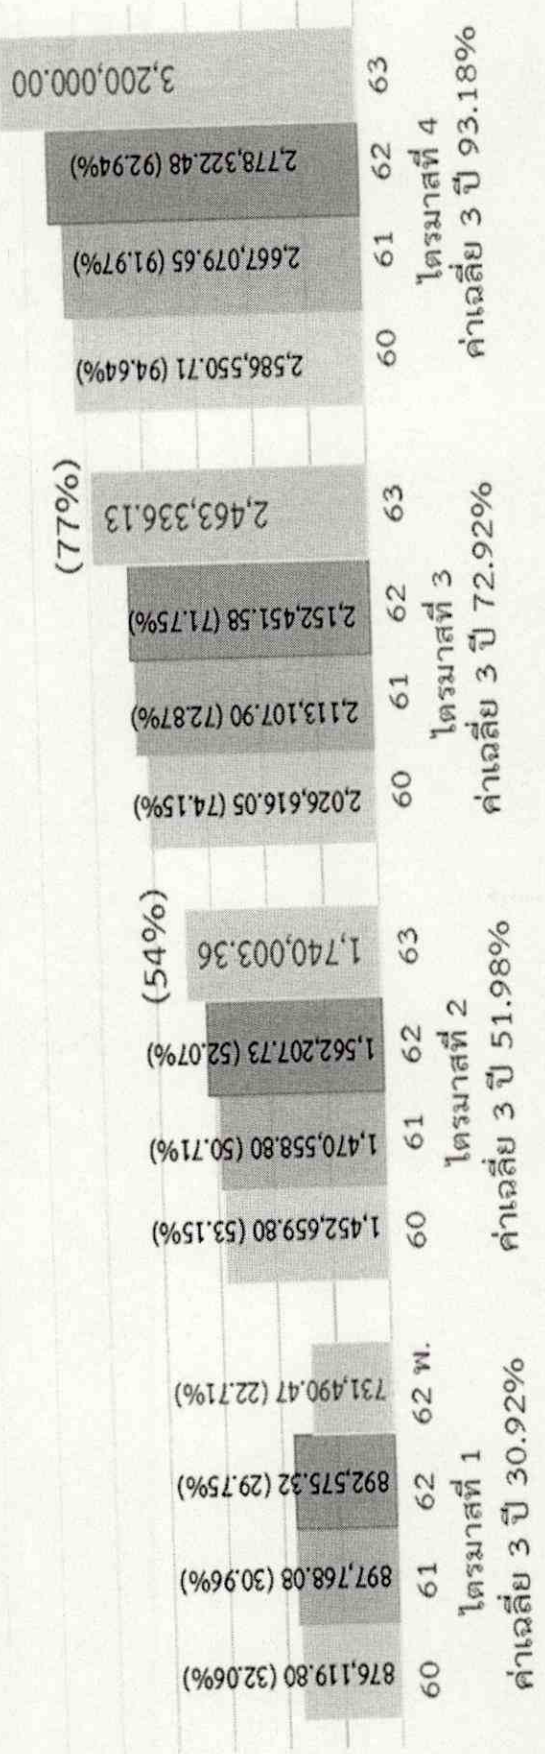 876,119.80 (32.06%)
897,768.08 (30.96%)
892,575.32 (29.75%)
731,490.47 (22.71%)
60 61 62 62 พ.
ไตรมาสที่ 1
ค่าเฉลี่ย 3 ปี 30.92%
(54%)
1,452,659.80 (53.15%)
1,470,558.80 (50.71%)
1,562,207.73 (52.07%)
1,740,003.36
60 61 62 63
ไตรมาสที่ 2
ค่าเฉลี่ย 3 ปี 51.98%
(77%)
2,026,616.05 (74.15%)
2,113,107.90 (72.87%)
2,152,451.58 (71.75%)
2,463,336.13
60 61 62 63
ไตรมาสที่ 3
ค่าเฉลี่ย 3 ปี 72.92%
2,586,550.71 (94.64%)
2,667,079.65 (91.97%)
2,778,322.48 (92.94%)
3,200,000.00
60 61 62 63
ไตรมาสที่ 4
ค่าเฉลี่ย 3 ปี 93.18%